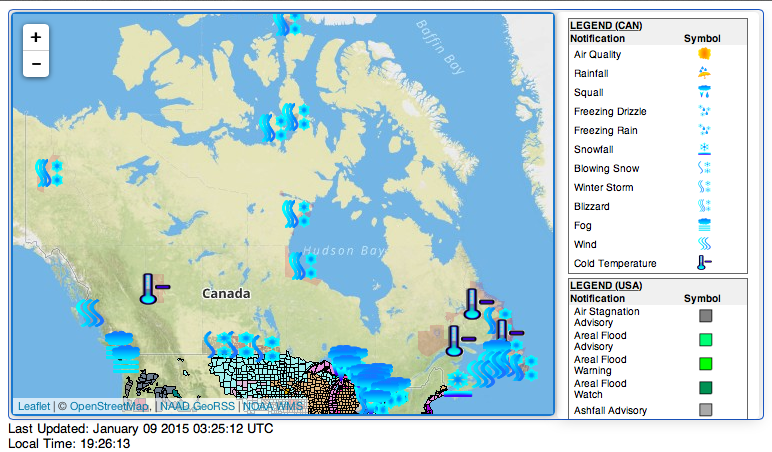 +
−
Baffin Bay
Hudson Bay
Canada
Leaflet | © OpenStreetMap, | NAAD GeoRSS | NOAA WMS
Last Updated: January 09 2015 03:25:12 UTC
Local Time: 19:26:13
LEGEND (CAN)
Notification Symbol
Air Quality
Rainfall
Squall
Freezing Drizzle
Freezing Rain
Snowfall
Blowing Snow
Winter Storm
Blizzard
Fog
Wind
Cold Temperature
LEGEND (USA)
Notification Symbol
Air Stagnation
Advisory
Areal Flood
Advisory
Areal Flood
Warning
Areal Flood
Watch
Ashfall Advisory